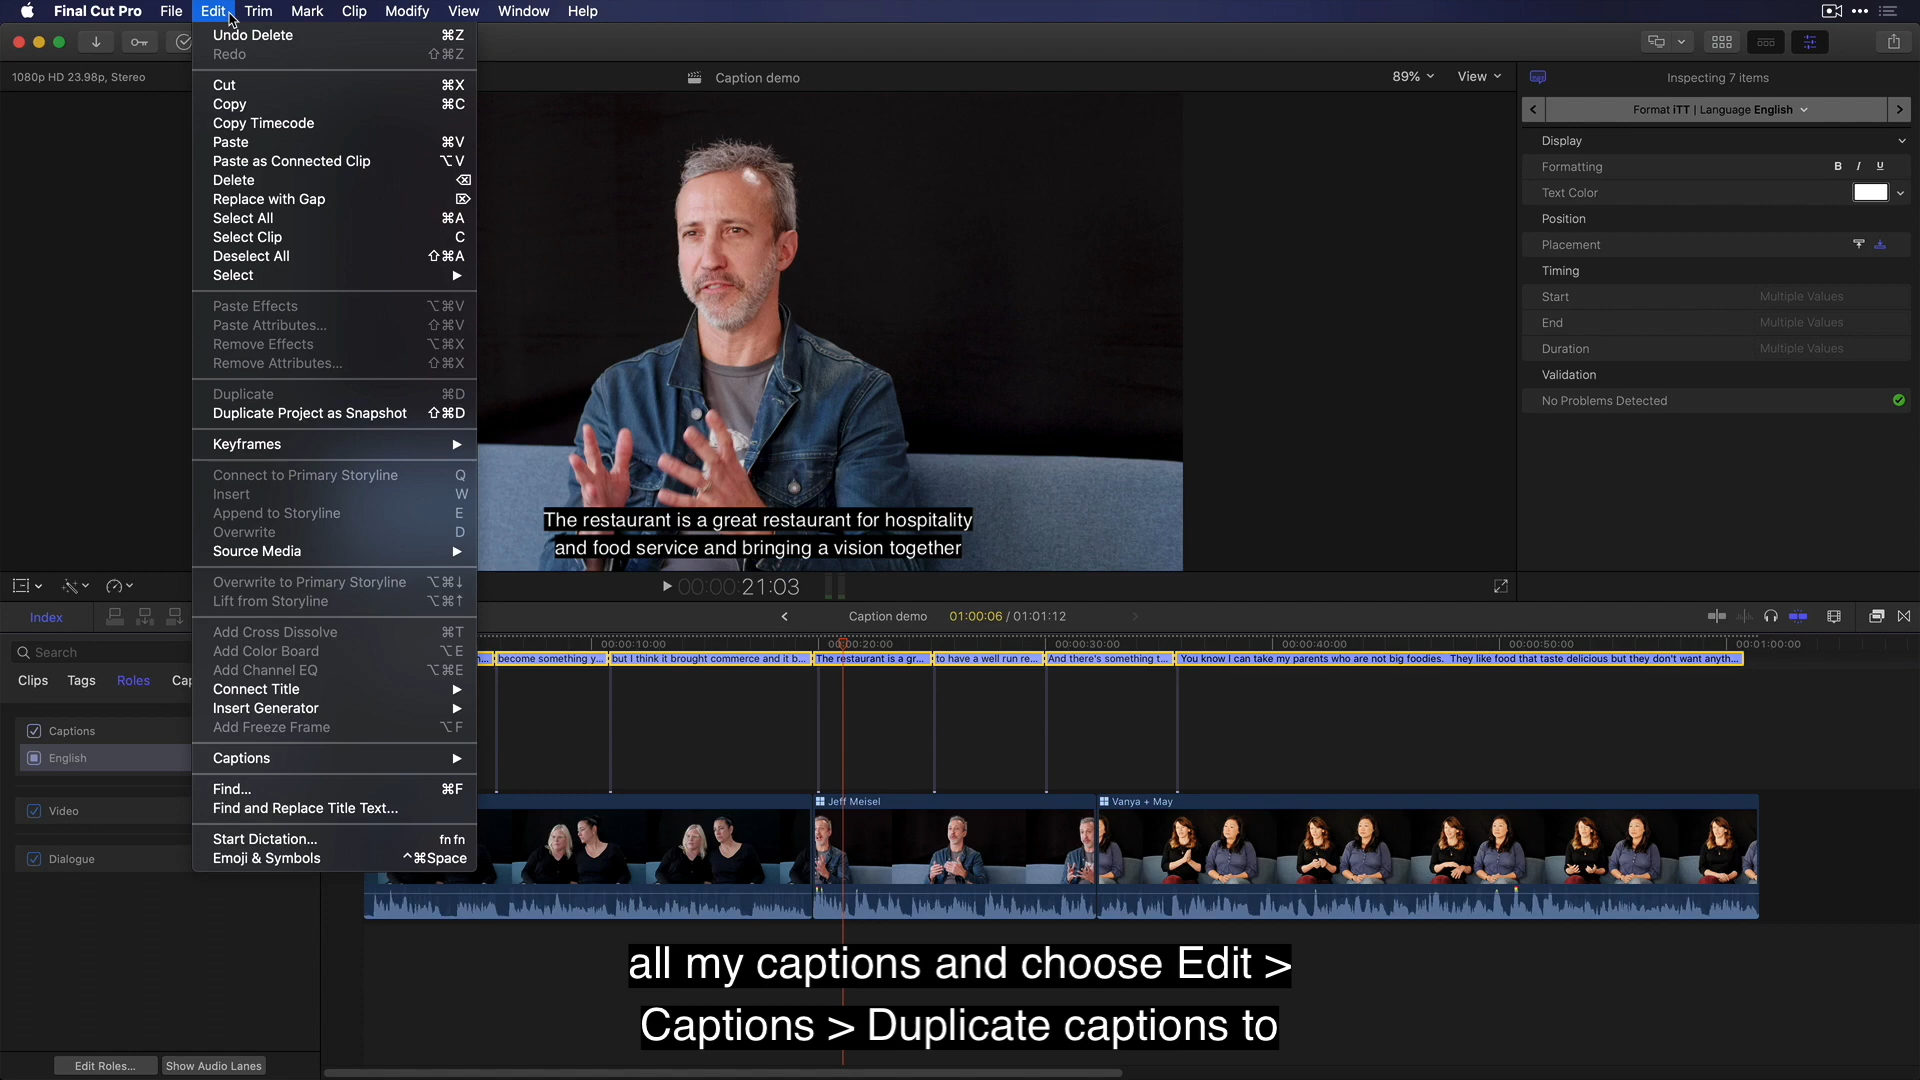 Final Cut Pro File Edit Trim Mark Clip Modify View Window Help
1080p HD 23.98p, Stereo
Undo Delete ⌘Z
Redo ⇧⌘Z
Cut ⌘X
Copy ⌘C
Copy Timecode
Paste ⌘V
Paste as Connected Clip ⌥V
Delete ⌫
Replace with Gap ⌦
Select All ⌘A
Select Clip C
Deselect All ⇧⌘A
Select
Paste Effects ⌥⌘V
Paste Attributes... ⇧⌘V
Remove Effects ⌥⌘X
Remove Attributes... ⇧⌘X
Duplicate ⌘D
Duplicate Project as Snapshot ⇧⌘D
Keyframes
Connect to Primary Storyline Q
Insert W
Append to Storyline E
Overwrite D
Source Media
Overwrite to Primary Storyline ⌥⌘↓
Lift from Storyline ⌥⌘↑
Add Cross Dissolve ⌘T
Add Color Board ⌥E
Add Channel EQ ⌥⌘E
Connect Title
Insert Generator
Add Freeze Frame ⌥F
Captions
Find... ⌘F
Find and Replace Title Text...
Start Dictation... fn fn
Emoji & Symbols ^⌘Space
Caption demo
89% View
The restaurant is a great restaurant for hospitality
and food service and bringing a vision together
Inspecting 7 items
Format iTT | Language English
Display
Formatting B I U
Text Color
Position
Placement
Timing
Start Multiple Values
End Multiple Values
Duration Multiple Values
Validation
No Problems Detected
00:00:21:03
Index
Caption demo 01:00:06 / 01:01:12
Search
Clips Tags Roles Cap
Captions
English
Video
Dialogue
Edit Roles... Show Audio Lanes
00:00:10:00 00:00:20:00 00:00:30:00 00:00:40:00 00:00:50:00 00:01:00:00
n... become something y... but I think it brought commerce and it b... The restaurant is a gr... to have a well run re... And there's something t... You know I can take my parents who are not big foodies. They like food that taste delicious but they don't want anyth...
Jeff Meisel
Vanya + May
all my captions and choose Edit >
Captions > Duplicate captions to